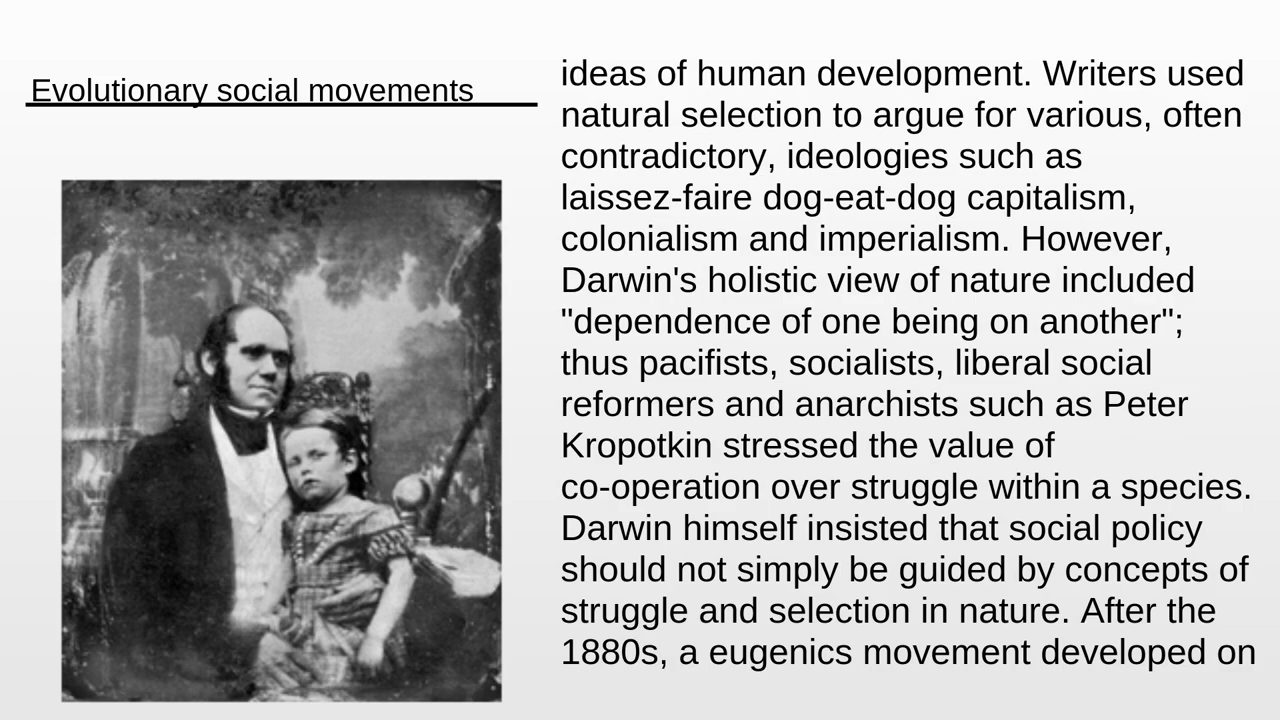 Evolutionary social movements
ideas of human development. Writers used
natural selection to argue for various, often
contradictory, ideologies such as
laissez-faire dog-eat-dog capitalism,
colonialism and imperialism. However,
Darwin's holistic view of nature included
"dependence of one being on another";
thus pacifists, socialists, liberal social
reformers and anarchists such as Peter
Kropotkin stressed the value of
co-operation over struggle within a species.
Darwin himself insisted that social policy
should not simply be guided by concepts of
struggle and selection in nature. After the
1880s, a eugenics movement developed on